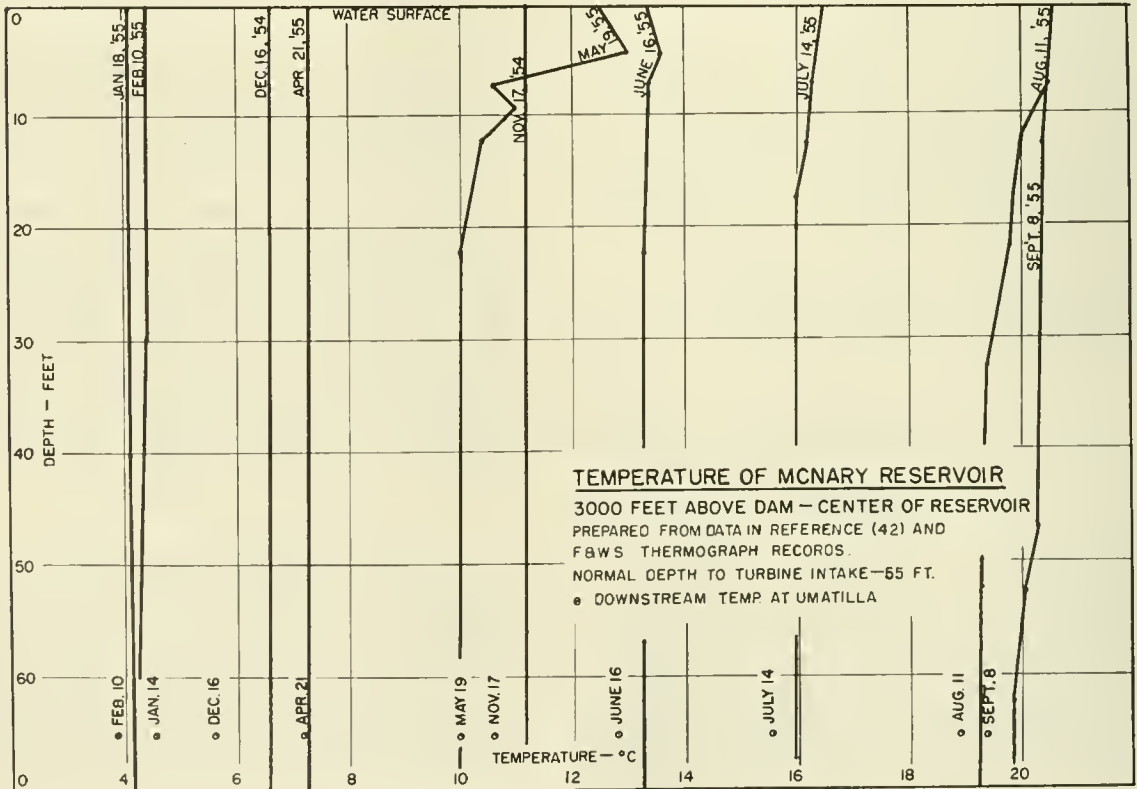 0
WATER SURFACE
JAN 18, '55
FEB. 10, '55
DEC. 16, '54
APR. 21, '55
NOV. 17, '54
MAY 19, '55
JUNE 16, '55
JULY 14, '55
AUG. 11, '55
SEPT. 8, '55
10
20
30
40
50
60
DEPTH — FEET
TEMPERATURE OF MCNARY RESERVOIR
3000 FEET ABOVE DAM — CENTER OF RESERVOIR
PREPARED FROM DATA IN REFERENCE (42) AND
F&WS THERMOGRAPH RECORDS.
NORMAL DEPTH TO TURBINE INTAKE—55 FT.
DOWNSTREAM TEMP. AT UMATILLA
FEB. 10
JAN. 14
DEC. 16
APR. 21
MAY 19
NOV. 17
JUNE 16
JULY 14
AUG. 11
SEPT. 8
TEMPERATURE — °C
0 4 6 8 10 12 14 16 18 20